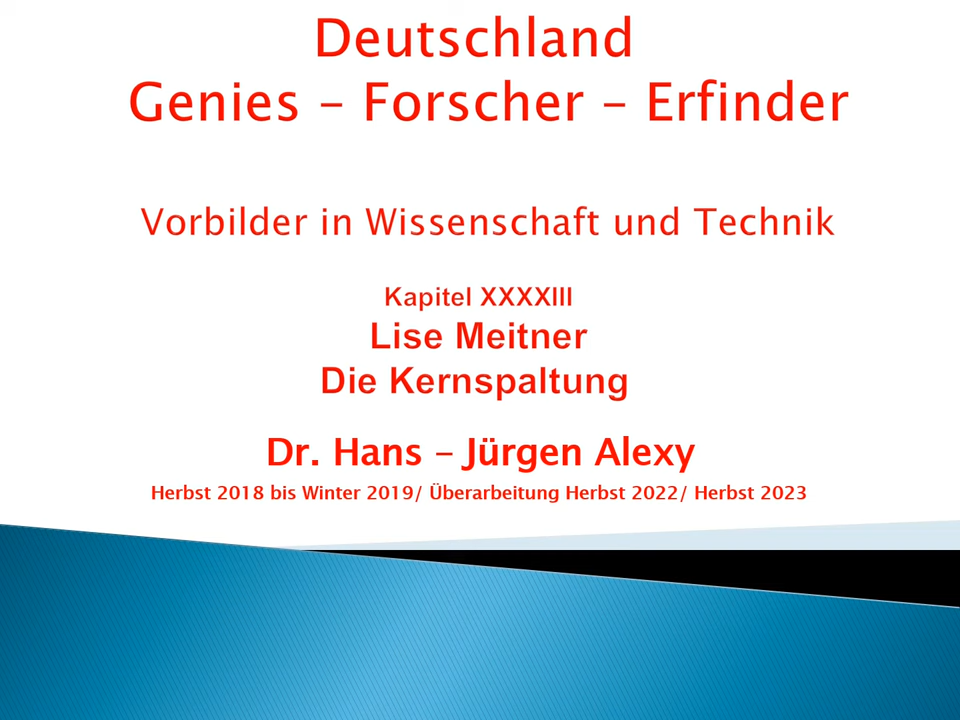 Deutschland
Genies – Forscher – Erfinder
Vorbilder in Wissenschaft und Technik
Kapitel XXXXIII
Lise Meitner
Die Kernspaltung
Dr. Hans – Jürgen Alexy
Herbst 2018 bis Winter 2019/ Überarbeitung Herbst 2022/ Herbst 2023